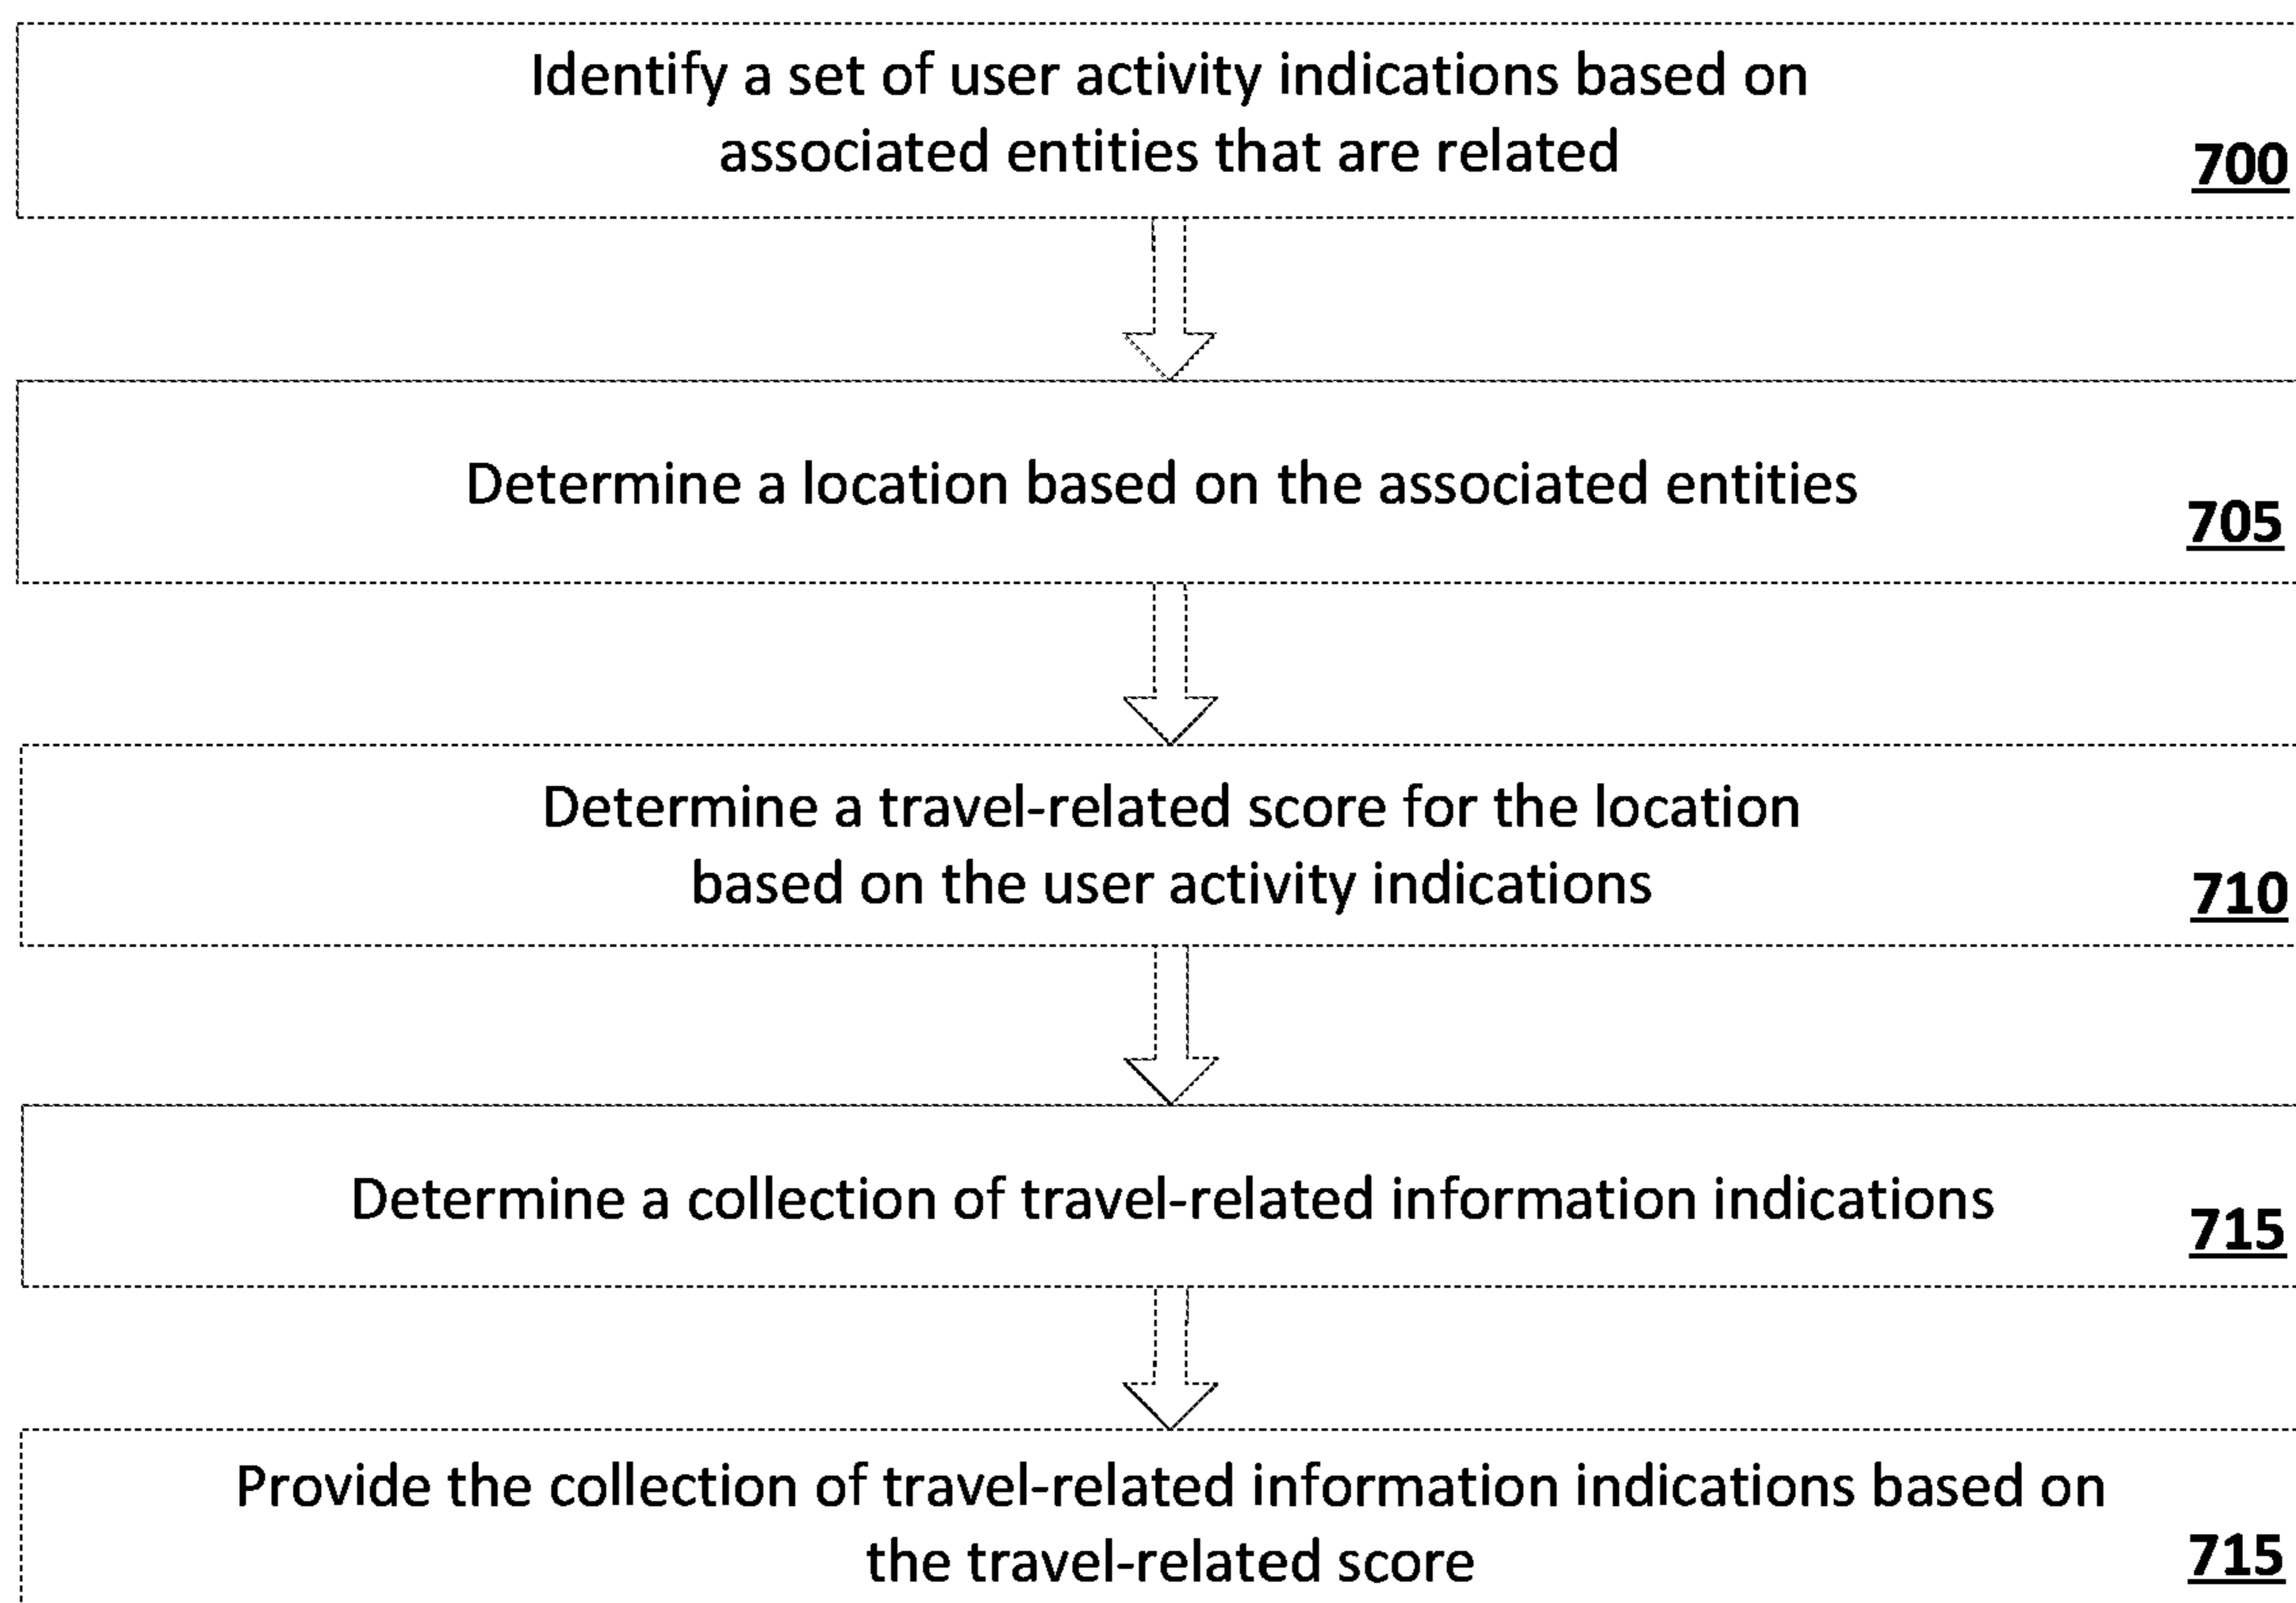 Identify a set of user activity indications based on
associated entities that are related
700
Determine a location based on the associated entities
705
Determine a travel-related score for the location
based on the user activity indications
710
Determine a collection of travel-related information indications
715
Provide the collection of travel-related information indications based on
the travel-related score
715